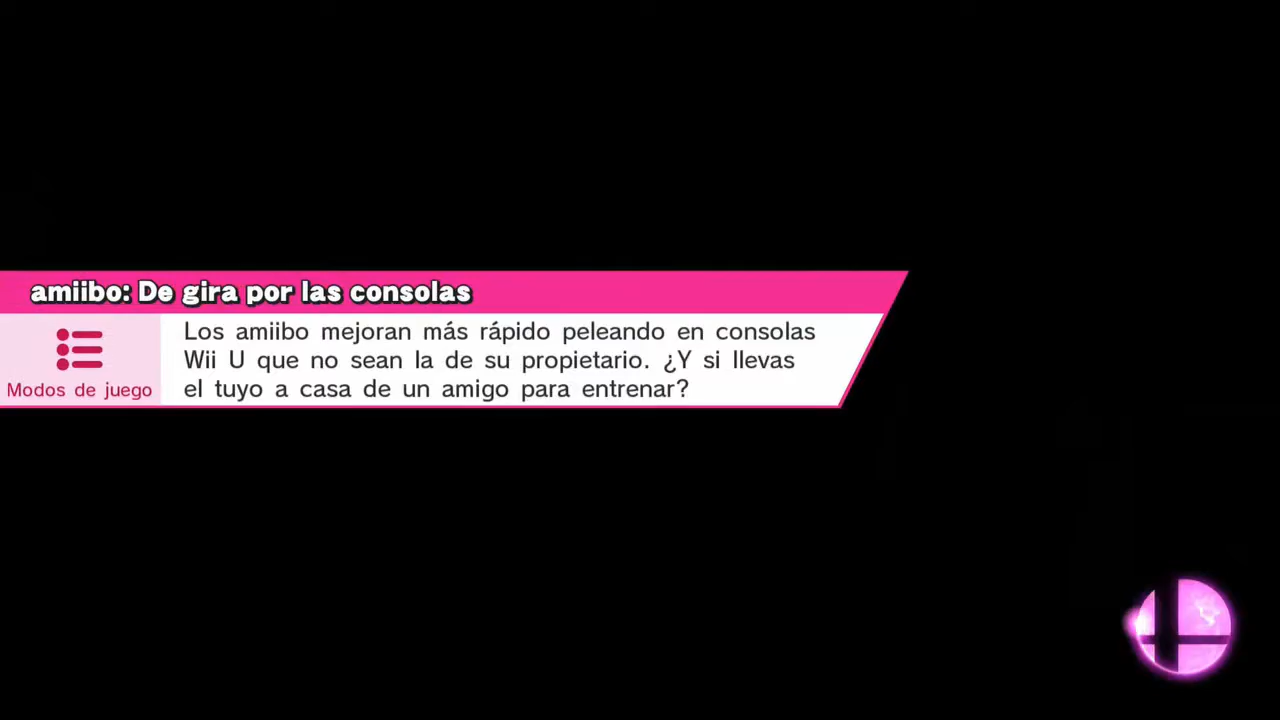 amiibo: De gira por las consolas
Los amiibo mejoran más rápido peleando en consolas
Wii U que no sean la de su propietario. ¿Y si llevas
el tuyo a casa de un amigo para entrenar?
Modos de juego